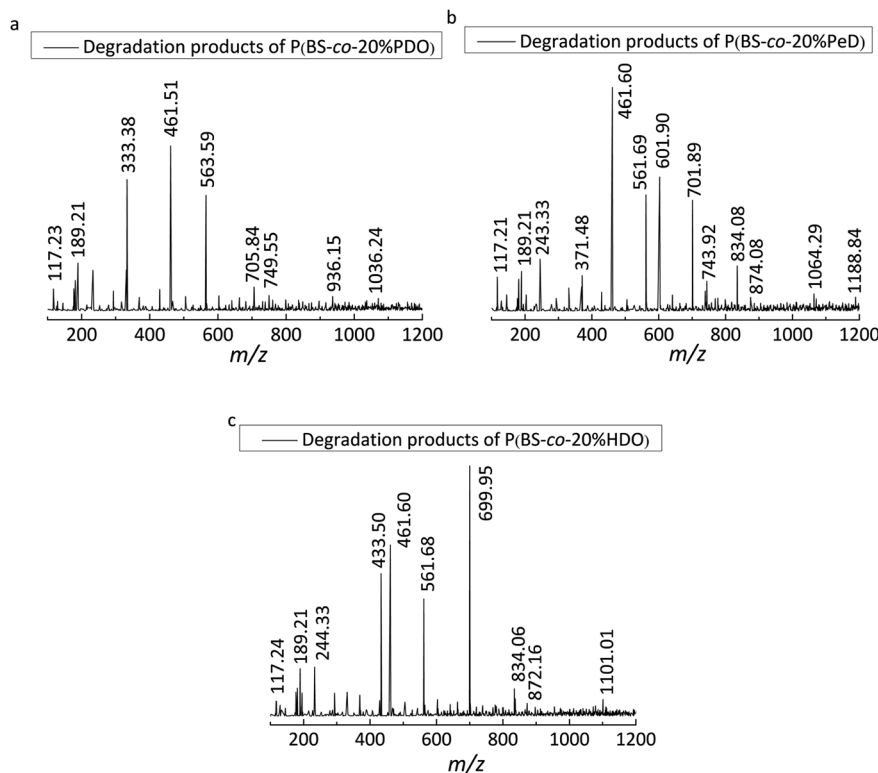 a
Degradation products of P(BS-co-20%PDO)
117.23
189.21
333.38
461.51
563.59
705.84
749.55
936.15
1036.24
200 400 600 800 1000 1200
m/z
b
Degradation products of P(BS-co-20%PeD)
117.21
189.21
243.33
371.48
461.60
561.69
601.90
701.89
743.92
834.08
874.08
1064.29
1188.84
200 400 600 800 1000 1200
m/z
c
Degradation products of P(BS-co-20%HDO)
117.24
189.21
244.33
433.50
461.60
561.68
699.95
834.06
872.16
1101.01
200 400 600 800 1000 1200
m/z